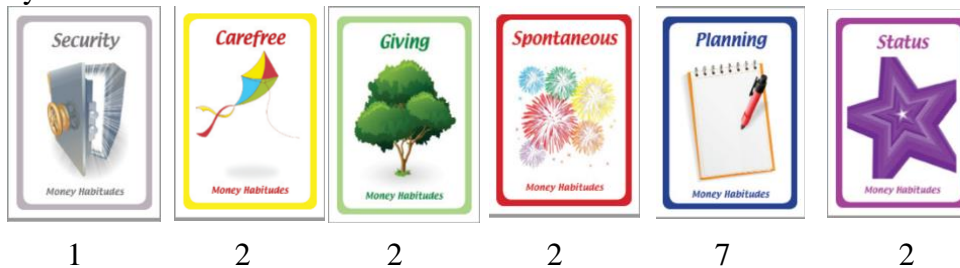 Security Carefree Giving Spontaneous Planning Status
Money Habitudes Money Habitudes Money Habitudes Money Habitudes Money Habitudes Money Habitudes
1 2 2 2 7 2